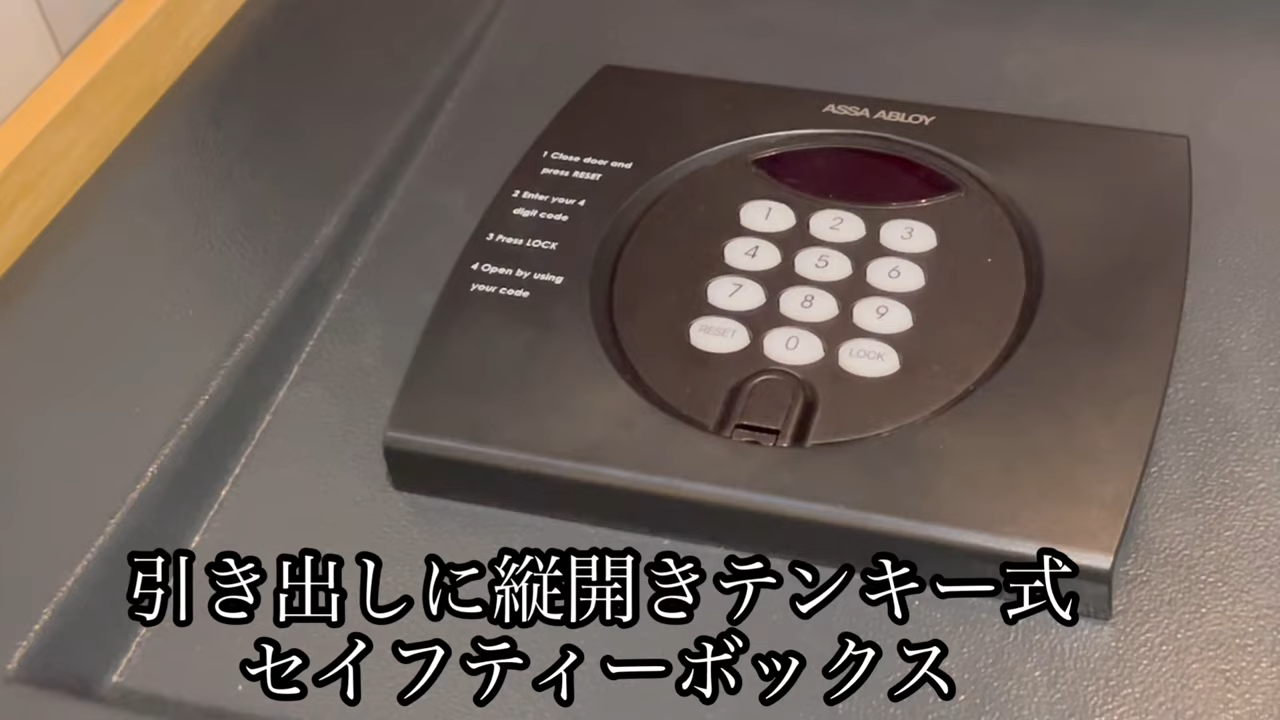 ASSA ABLOY
1 Close door and
press RESET
2 Enter your 4
digit code
3 Press LOCK
4 Open by using
your code
1 2 3
4 5 6
7 8 9
RESET 0 LOCK
引き出しに縦開きテンキー式
セイフティーボックス